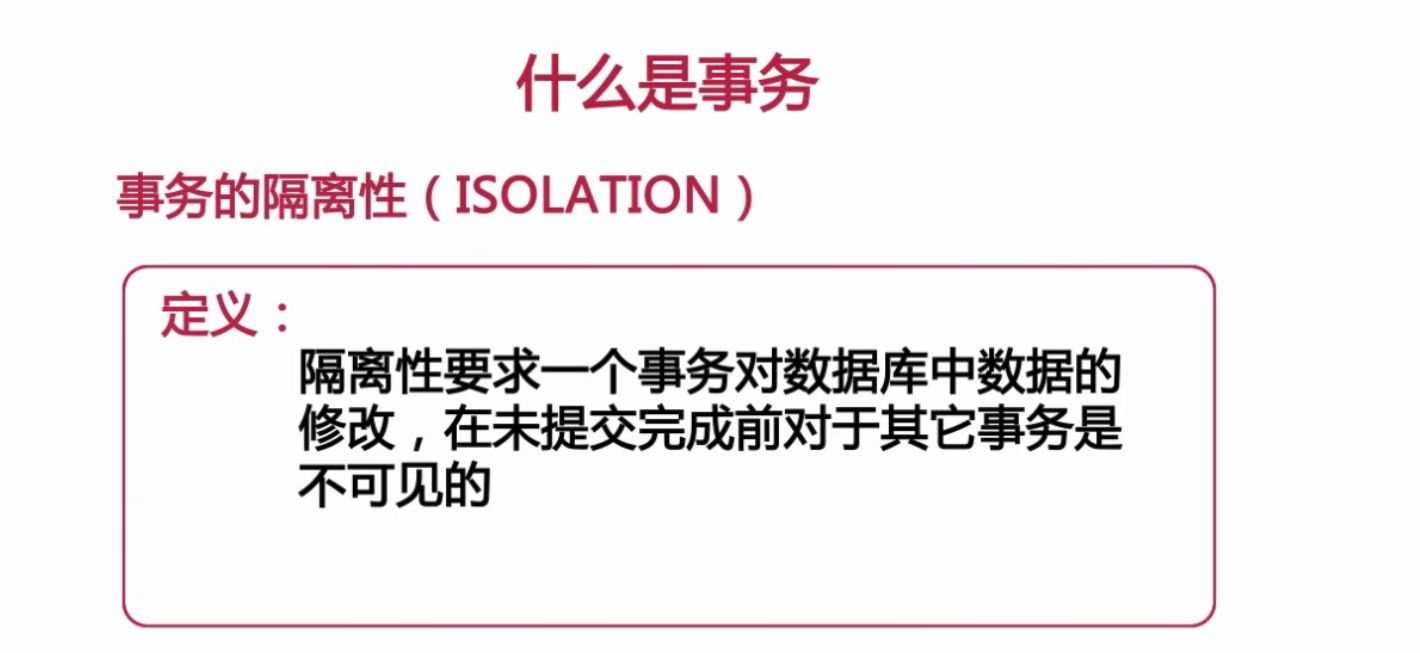 什么是事务
事务的隔离性（ISOLATION）
定义：
隔离性要求一个事务对数据库中数据的
修改，在未提交完成前对于其它事务是
不可见的